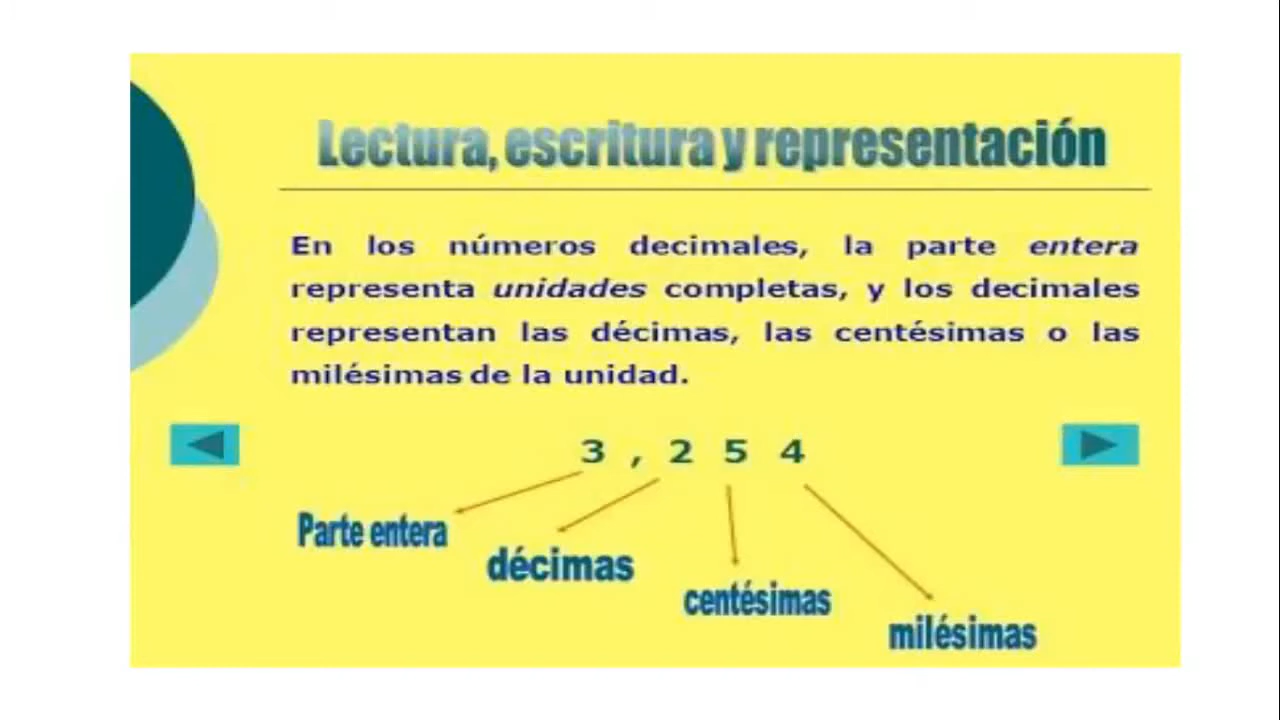 Lectura, escritura y representación
En los números decimales, la parte entera
representa unidades completas, y los decimales
representan las décimas, las centésimas o las
milésimas de la unidad.
3 , 2 5 4
Parte entera
décimas
centésimas
milésimas